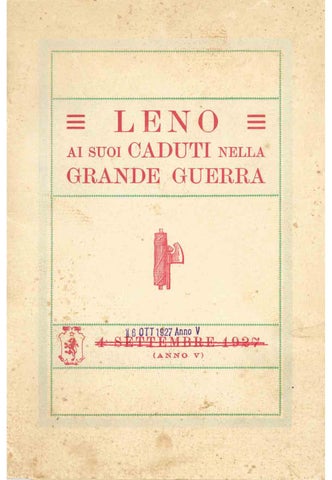 LENO
AI SUOI CADUTI NELLA
GRANDE GUERRA
16 OTT 1927 Anno V
4 SETTEMBRE 1927
(ANNO V)